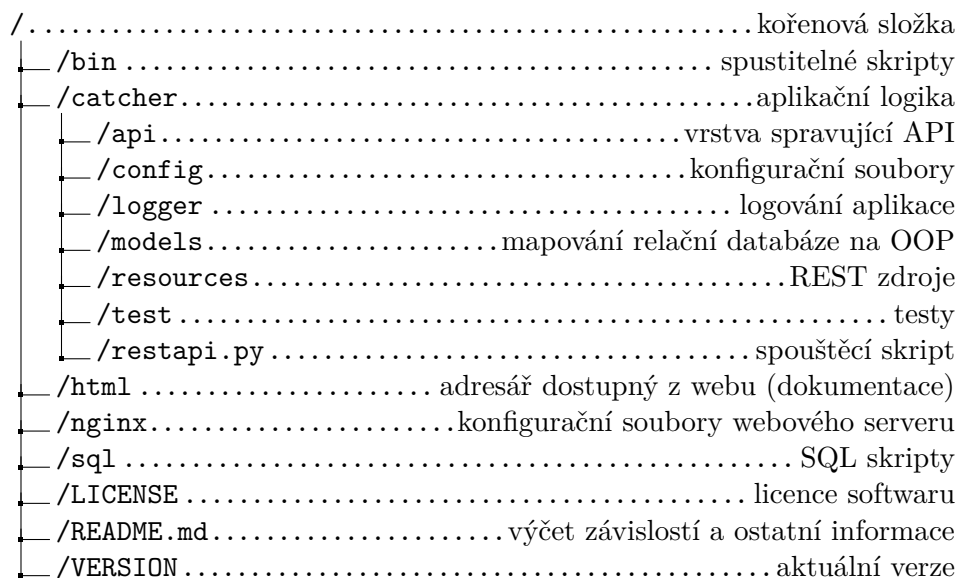 / . . . . . . . . . . . . . . . . . . . . . . . . . . . . . . . . . . . . . . . . . . . . . . . . . . . . kořenová složka
/bin . . . . . . . . . . . . . . . . . . . . . . . . . . . . . . . . . . . . . . . . . . spustitelné skripty
/catcher . . . . . . . . . . . . . . . . . . . . . . . . . . . . . . . . . . . . . . . . . aplikační logika
/api . . . . . . . . . . . . . . . . . . . . . . . . . . . . . . . . . . . . . vrstva spravující API
/config . . . . . . . . . . . . . . . . . . . . . . . . . . . . . . . . . . konfigurační soubory
/logger . . . . . . . . . . . . . . . . . . . . . . . . . . . . . . . . . . . . . logování aplikace
/models . . . . . . . . . . . . . . . . . . . . . mapování relační databáze na OOP
/resources . . . . . . . . . . . . . . . . . . . . . . . . . . . . . . . . . . . . . . REST zdroje
/test . . . . . . . . . . . . . . . . . . . . . . . . . . . . . . . . . . . . . . . . . . . . . . . . . . testy
/restapi.py . . . . . . . . . . . . . . . . . . . . . . . . . . . . . . . . . . spouštěcí skript
/html . . . . . . . . . . . . . . . . . . . . . adresář dostupný z webu (dokumentace)
/nginx . . . . . . . . . . . . . . . . . . . . . . konfigurační soubory webového serveru
/sql . . . . . . . . . . . . . . . . . . . . . . . . . . . . . . . . . . . . . . . . . . . . . . . SQL skripty
/LICENSE . . . . . . . . . . . . . . . . . . . . . . . . . . . . . . . . . . . . . . . . licence softwaru
/README.md . . . . . . . . . . . . . . . . . . . . . výčet závislostí a ostatní informace
/VERSION . . . . . . . . . . . . . . . . . . . . . . . . . . . . . . . . . . . . . . . . . . aktuální verze